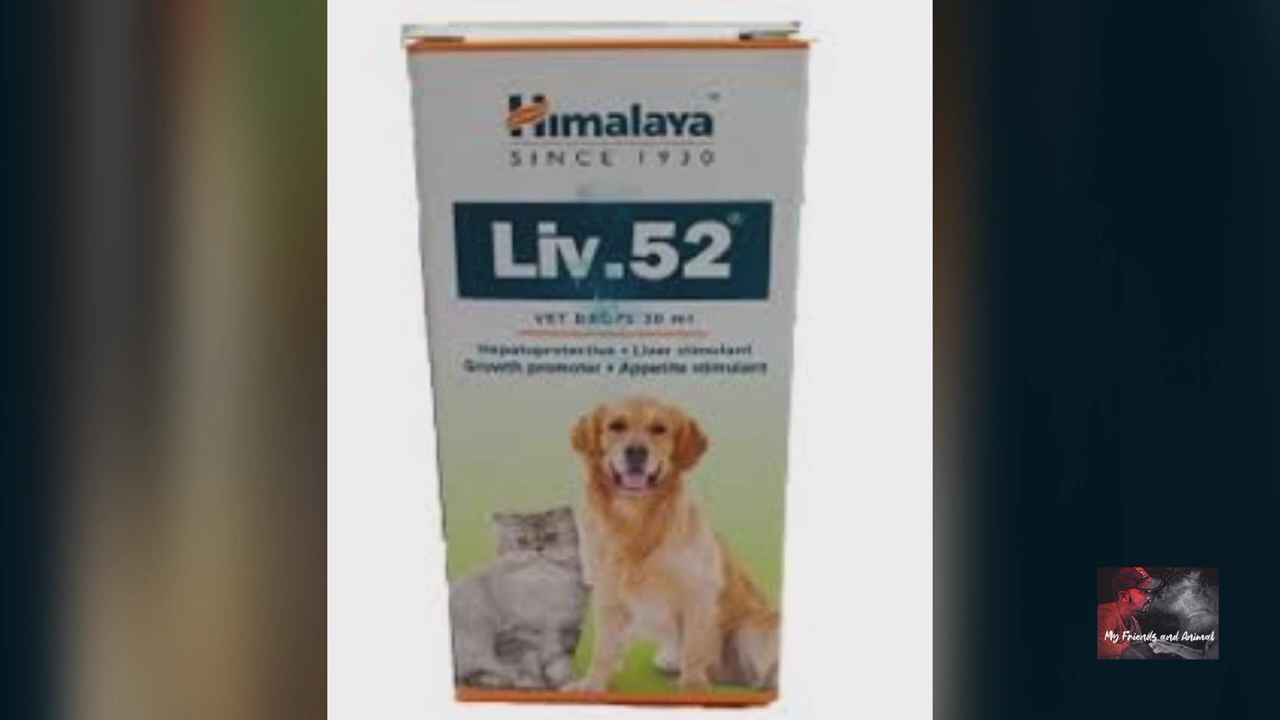 Himalaya™
SINCE 1930
Liv.52®
VET DROPS 30 ml
Hepatoprotective • Liver stimulant
Growth promoter • Appetite stimulant
My Friends and Animal